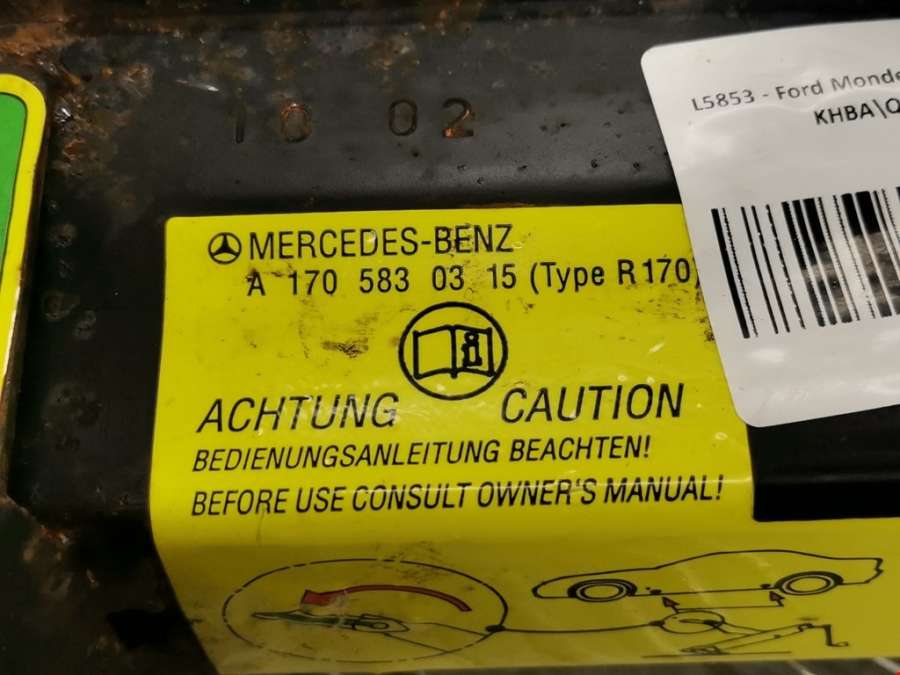 10 02
L5853 - Ford
KHBA\
MERCEDES-BENZ
A 170 583 03 15 (Type R170)
ACHTUNG CAUTION
BEDIENUNGSANLEITUNG BEACHTEN!
BEFORE USE CONSULT OWNER'S MANUAL!